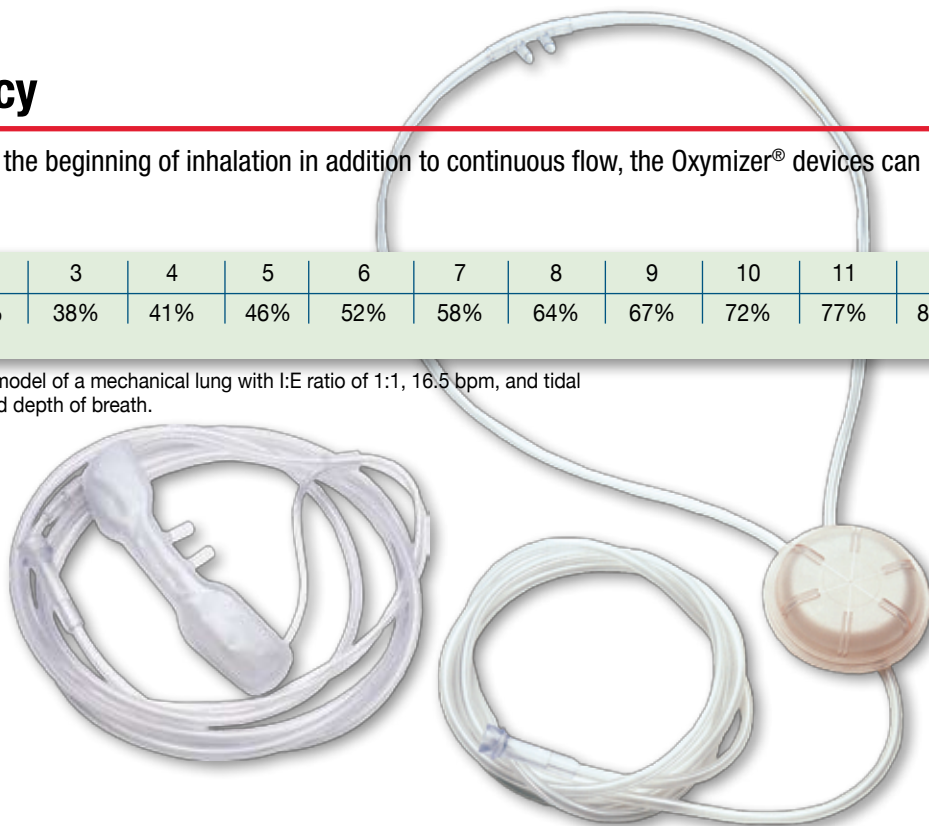 cy
the beginning of inhalation in addition to continuous flow, the Oxymizer® devices can
3 4 5 6 7 8 9 10 11
38% 41% 46% 52% 58% 64% 67% 72% 77% 8
model of a mechanical lung with I:E ratio of 1:1, 16.5 bpm, and tidal
d depth of breath.